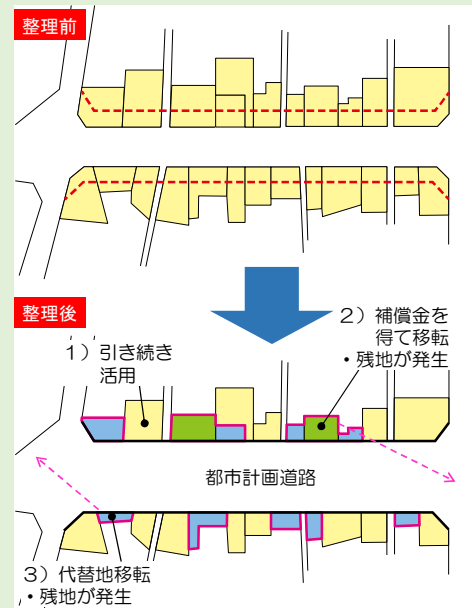 整理前
整理後
1）引き続き
活用
2）補償金を
得て移転
・残地が発生
都市計画道路
3）代替地移転
・残地が発生